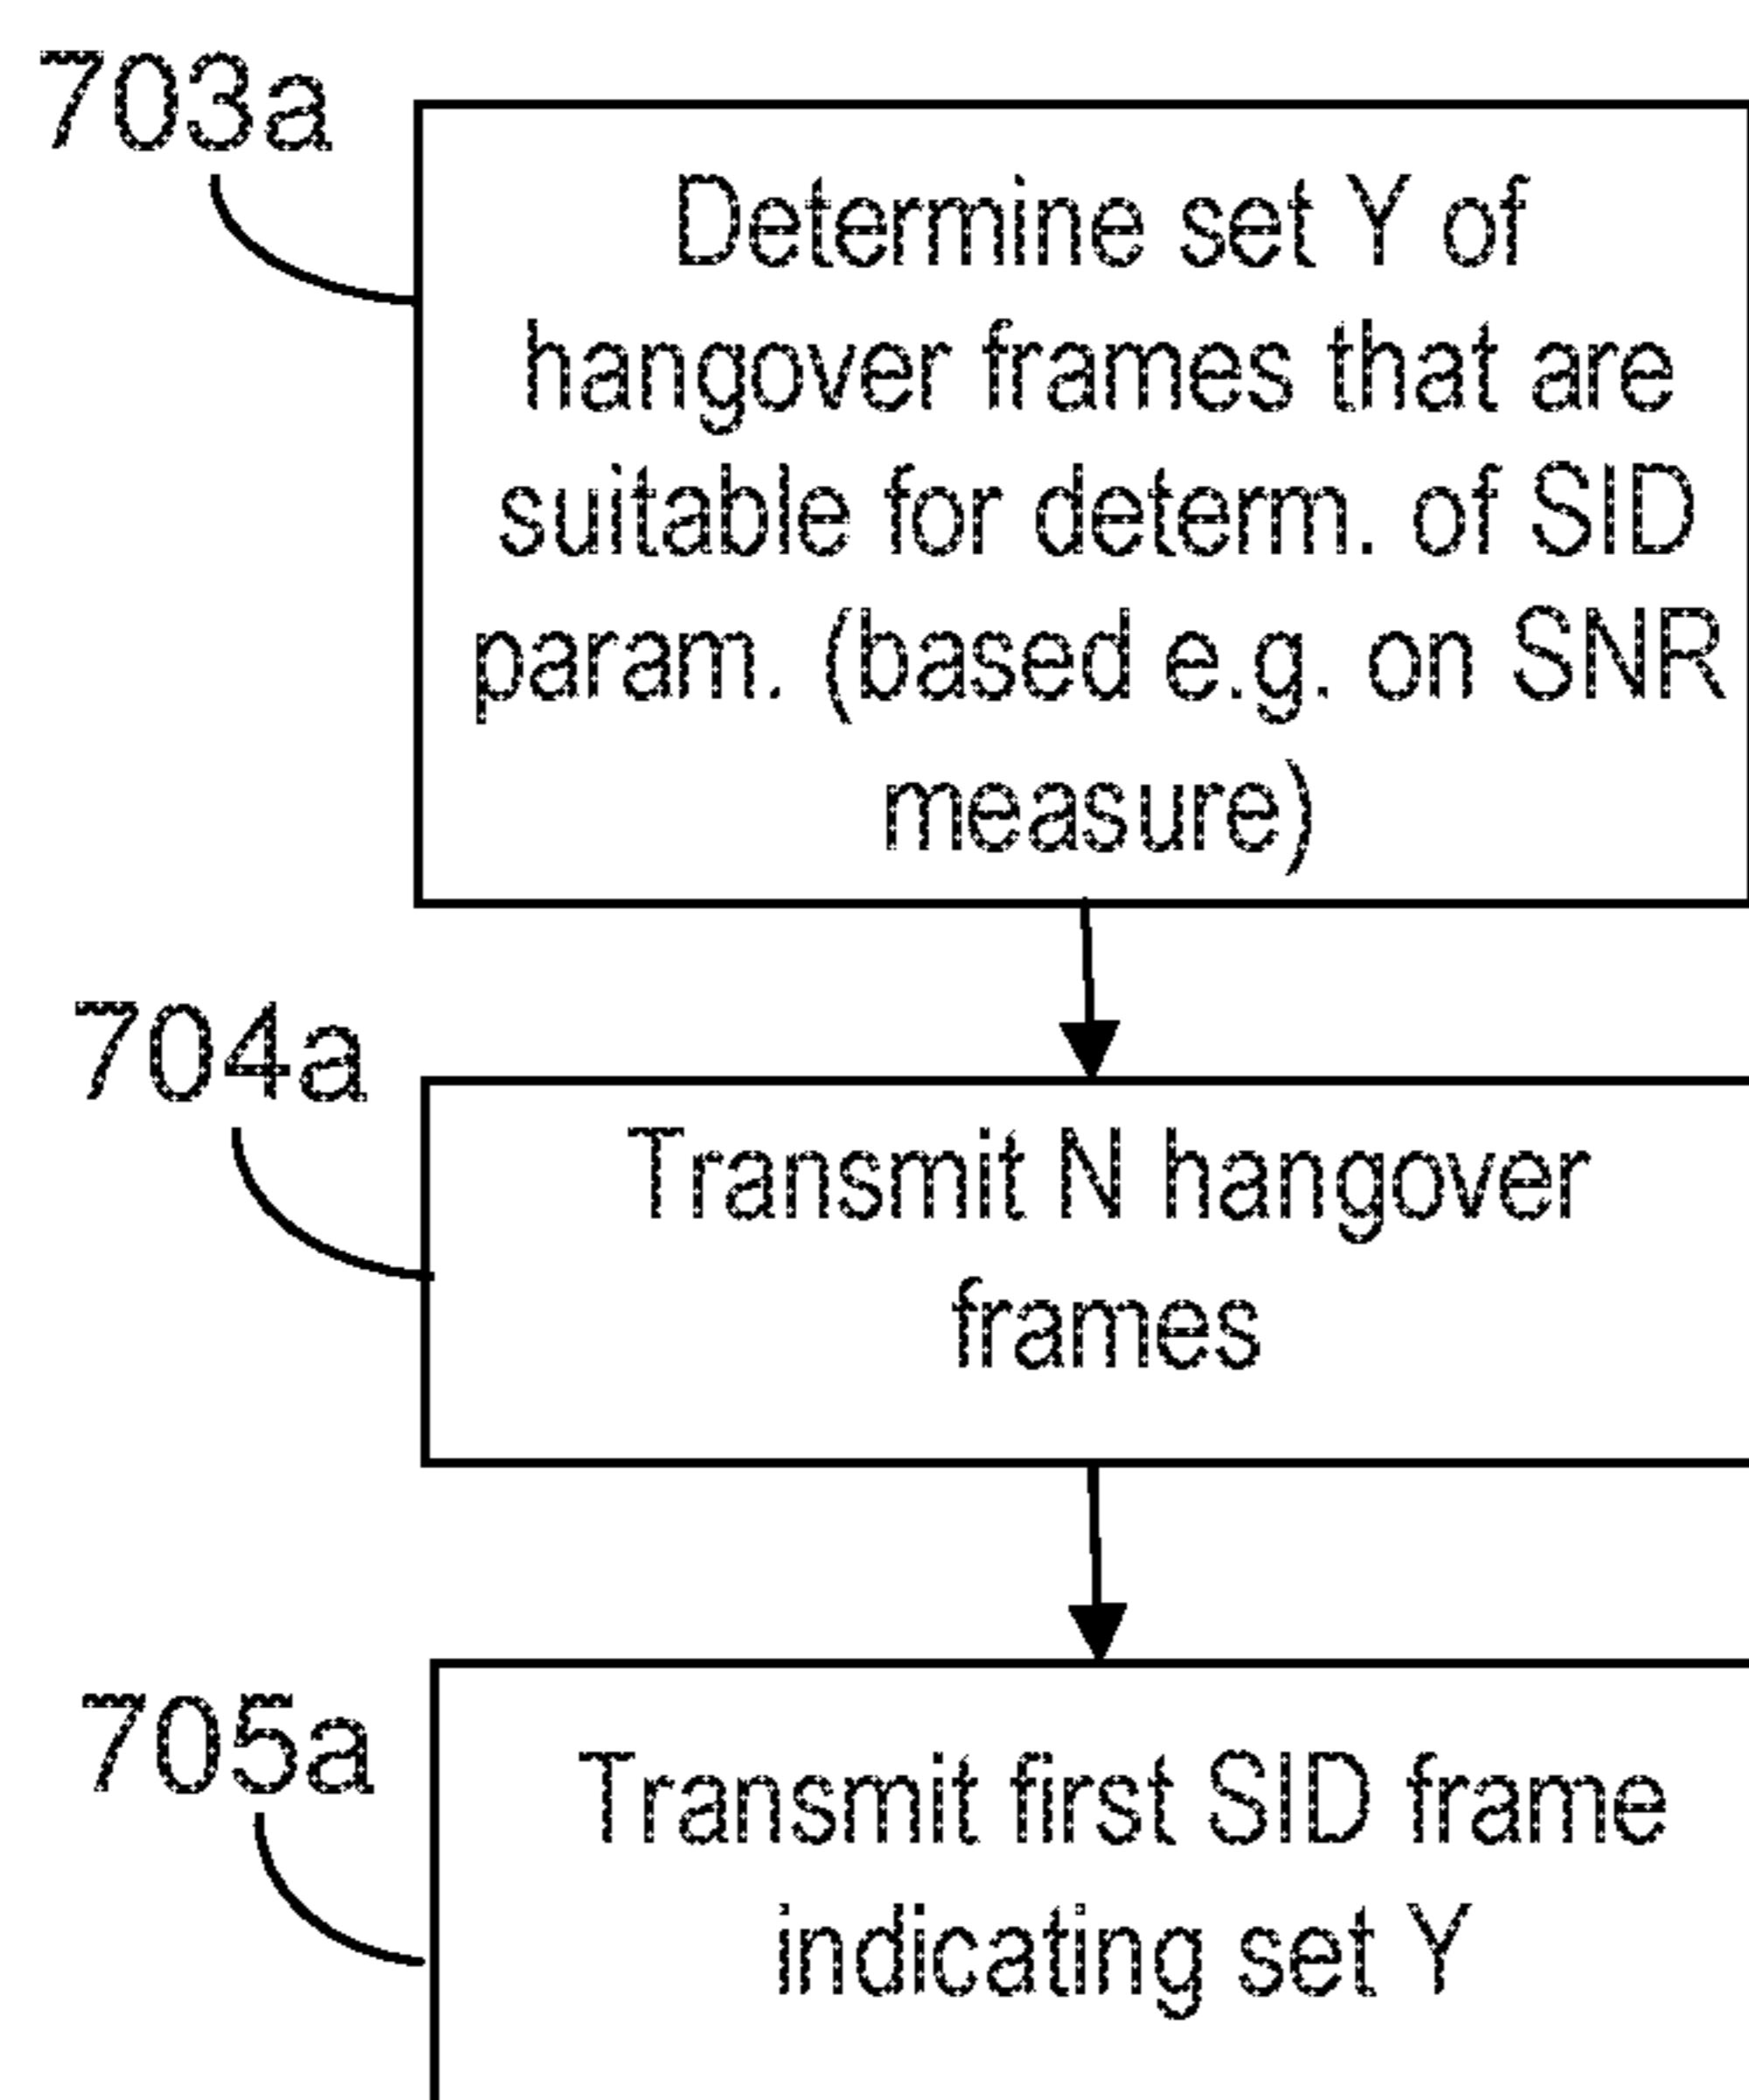 703a
Determine set Y of
hangover frames that are
suitable for determ. of SID
param. (based e.g. on SNR
measure)
704a
Transmit N hangover
frames
705a
Transmit first SID frame
indicating set Y